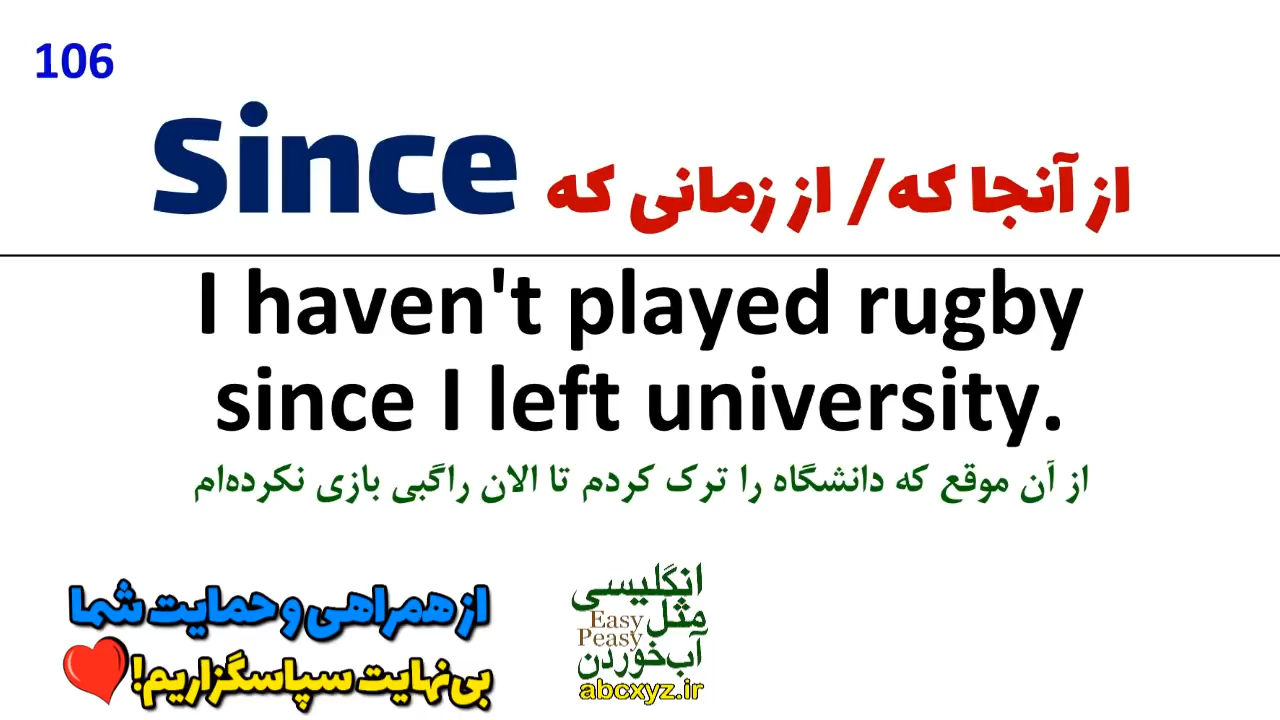 106
Since از آنجا که/ از زمانی که
I haven't played rugby
since I left university.
از آن موقع که دانشگاه را ترک کردم تا الان راگبی بازی نکرده‌ام
از همراهی و حمایت شما
بی‌نهایت سپاسگزاریم!
انگلیسی
مثل Easy
Peasy
آب‌خوردن
abcxyz.ir